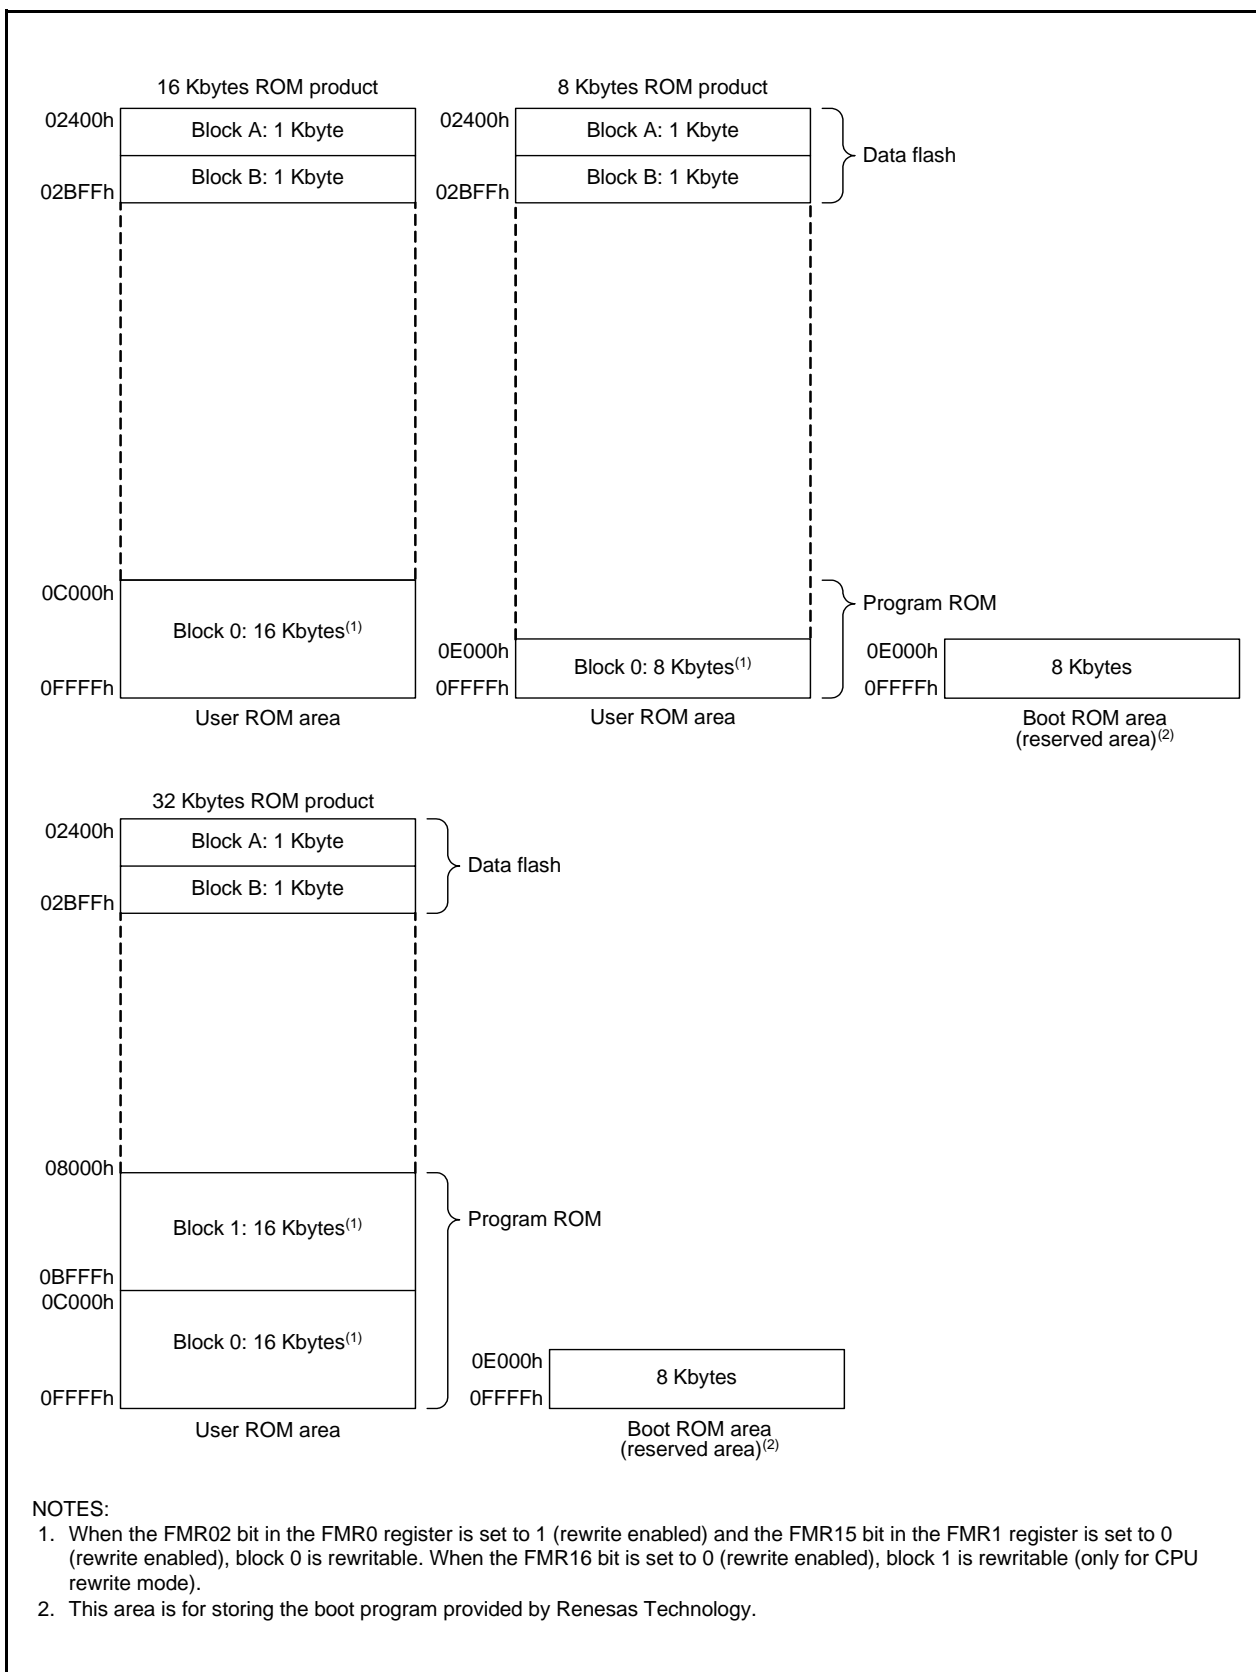 16 Kbytes ROM product
02400h
Block A: 1 Kbyte
Block B: 1 Kbyte
02BFFh
0C000h
Block 0: 16 Kbytes(1)
0FFFFh
User ROM area
8 Kbytes ROM product
02400h
Block A: 1 Kbyte
Block B: 1 Kbyte
02BFFh
Data flash
0E000h
Block 0: 8 Kbytes(1)
0FFFFh
User ROM area
Program ROM
0E000h
8 Kbytes
0FFFFh
Boot ROM area
(reserved area)(2)
32 Kbytes ROM product
02400h
Block A: 1 Kbyte
Block B: 1 Kbyte
02BFFh
Data flash
08000h
Block 1: 16 Kbytes(1)
Program ROM
0BFFFh
0C000h
Block 0: 16 Kbytes(1)
0FFFFh
User ROM area
0E000h
8 Kbytes
0FFFFh
Boot ROM area
(reserved area)(2)
NOTES:
1. When the FMR02 bit in the FMR0 register is set to 1 (rewrite enabled) and the FMR15 bit in the FMR1 register is set to 0
(rewrite enabled), block 0 is rewritable. When the FMR16 bit is set to 0 (rewrite enabled), block 1 is rewritable (only for CPU
rewrite mode).
2. This area is for storing the boot program provided by Renesas Technology.